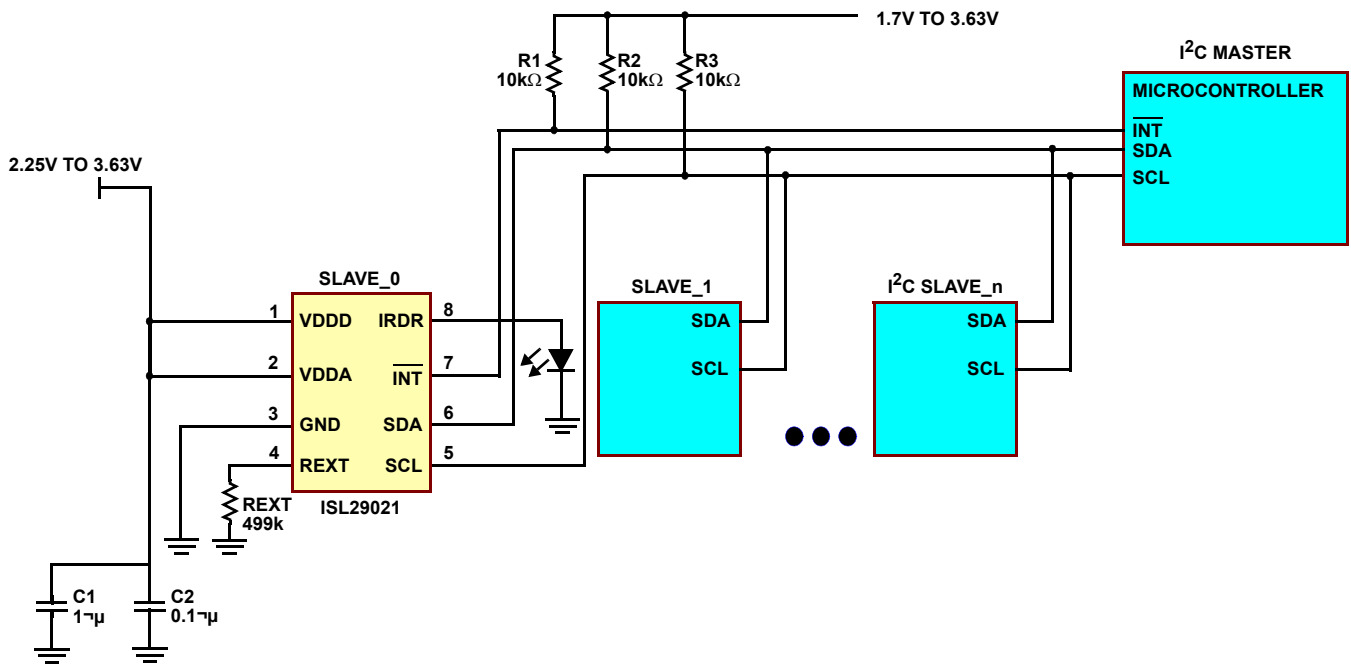 1.7V TO 3.63V
R1
10kΩ
R2
10kΩ
R3
10kΩ
I²C MASTER
MICROCONTROLLER
INT
SDA
SCL
2.25V TO 3.63V
SLAVE_0
1
VDDD
IRDR
8
2
VDDA
INT
7
3
GND
SDA
6
4
REXT
SCL
5
ISL29021
REXT
499k
SLAVE_1
SDA
SCL
I²C SLAVE_n
SDA
SCL
C1
1¬µ
C2
0.1¬µ